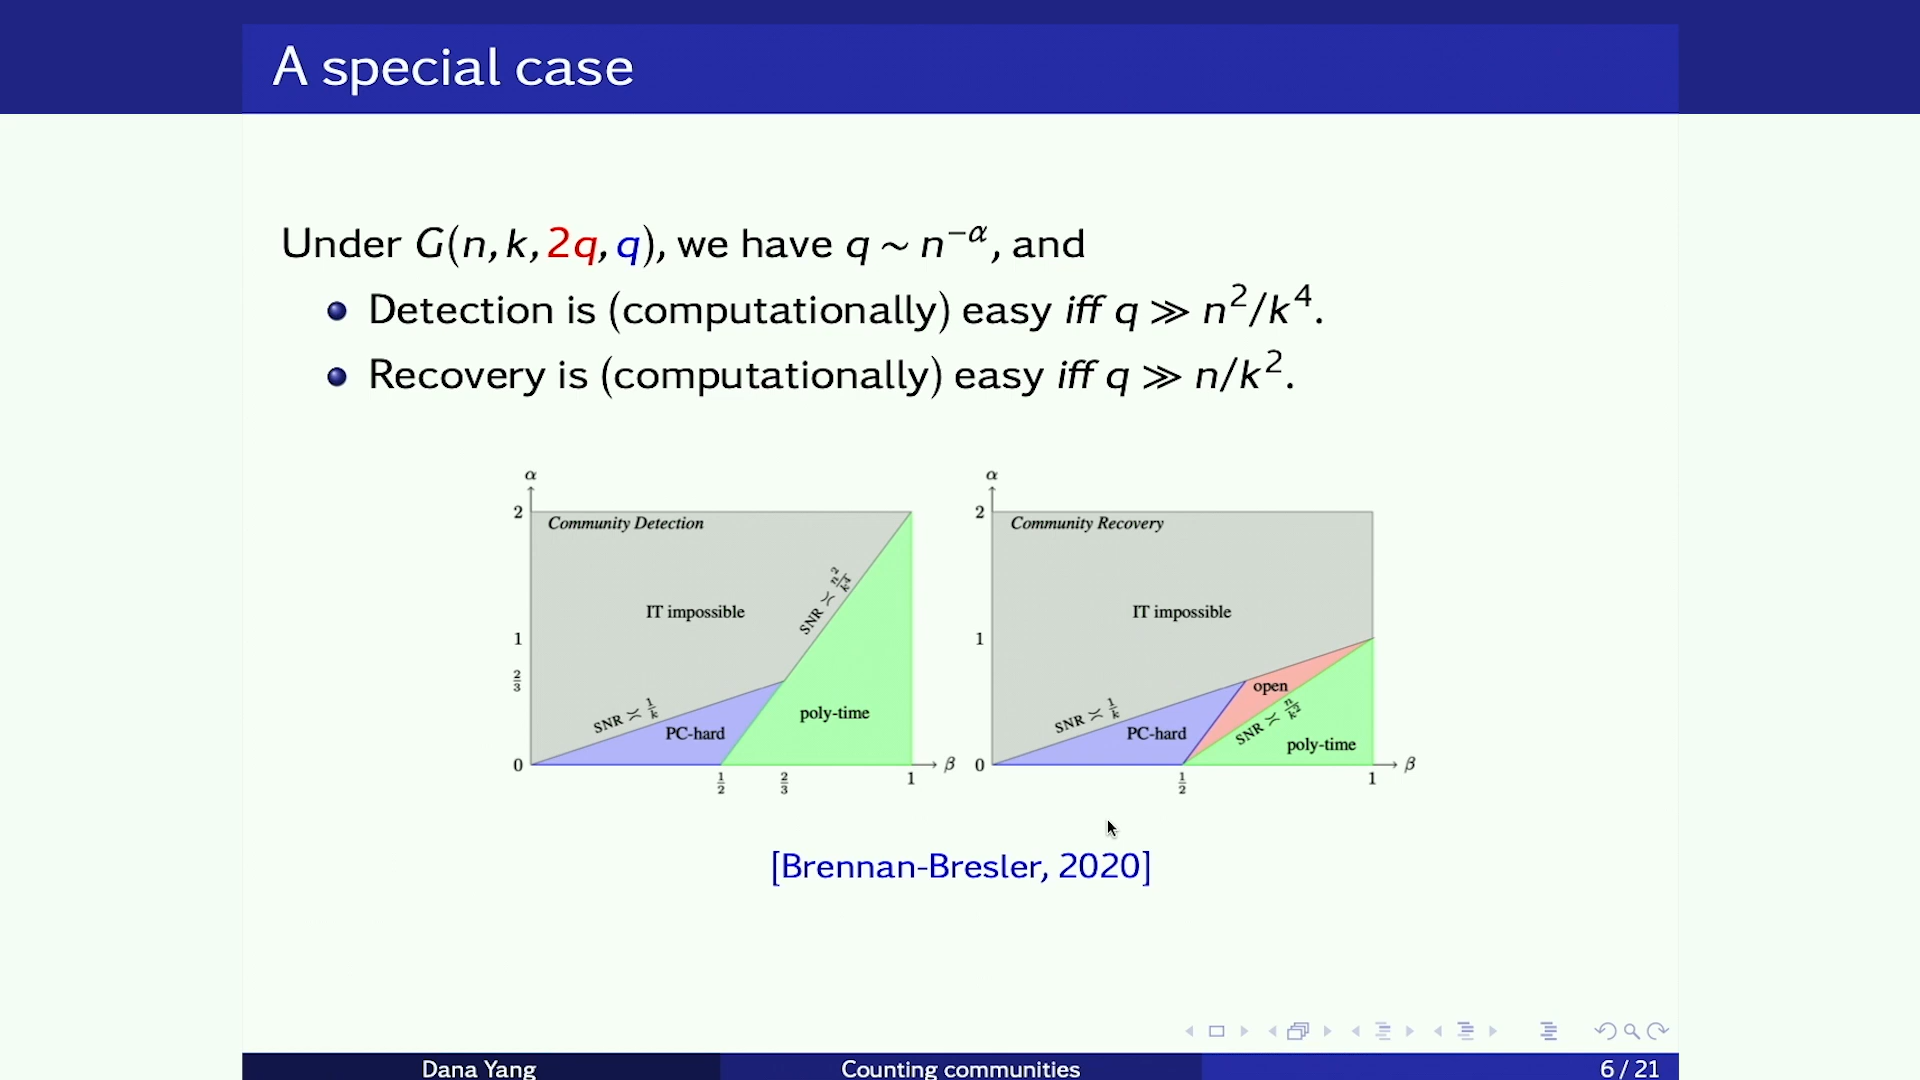 A special case
Under G(n, k, 2q, q), we have q ~ n^{-α}, and
Detection is (computationally) easy iff q ≫ n²/k⁴.
Recovery is (computationally) easy iff q ≫ n/k².
α
2
Community Detection
IT impossible
SNR ≍ n²/k⁴
1
2/3
SNR ≍ 1/k
PC-hard
poly-time
0
β
1/2
2/3
1
α
2
Community Recovery
IT impossible
1
open
SNR ≍ 1/k
PC-hard
SNR ≍ n/k²
poly-time
0
β
1/2
1
[Brennan-Bresler, 2020]
Dana Yang
Counting communities
6 / 21